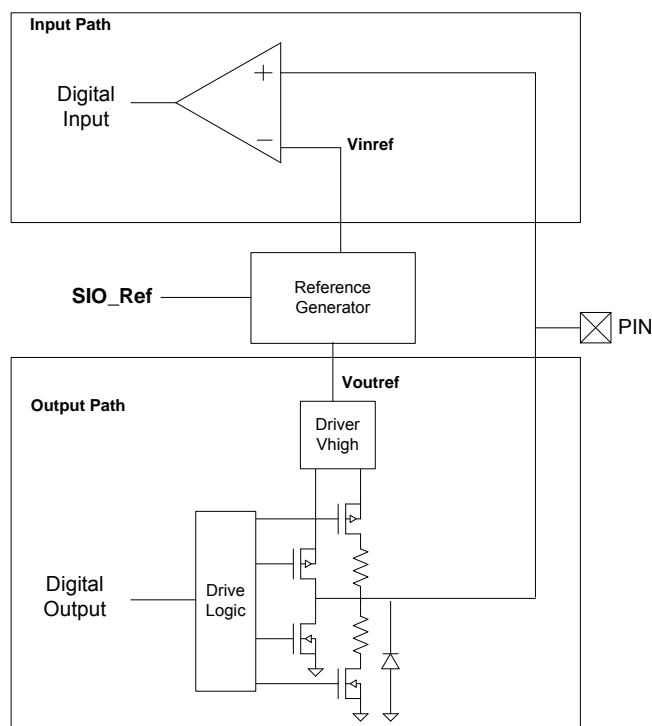 Input Path
+
Digital
Input
−
Vinref
Reference
Generator
SIO_Ref
PIN
Voutref
Output Path
Driver
Vhigh
Digital
Output
Drive
Logic